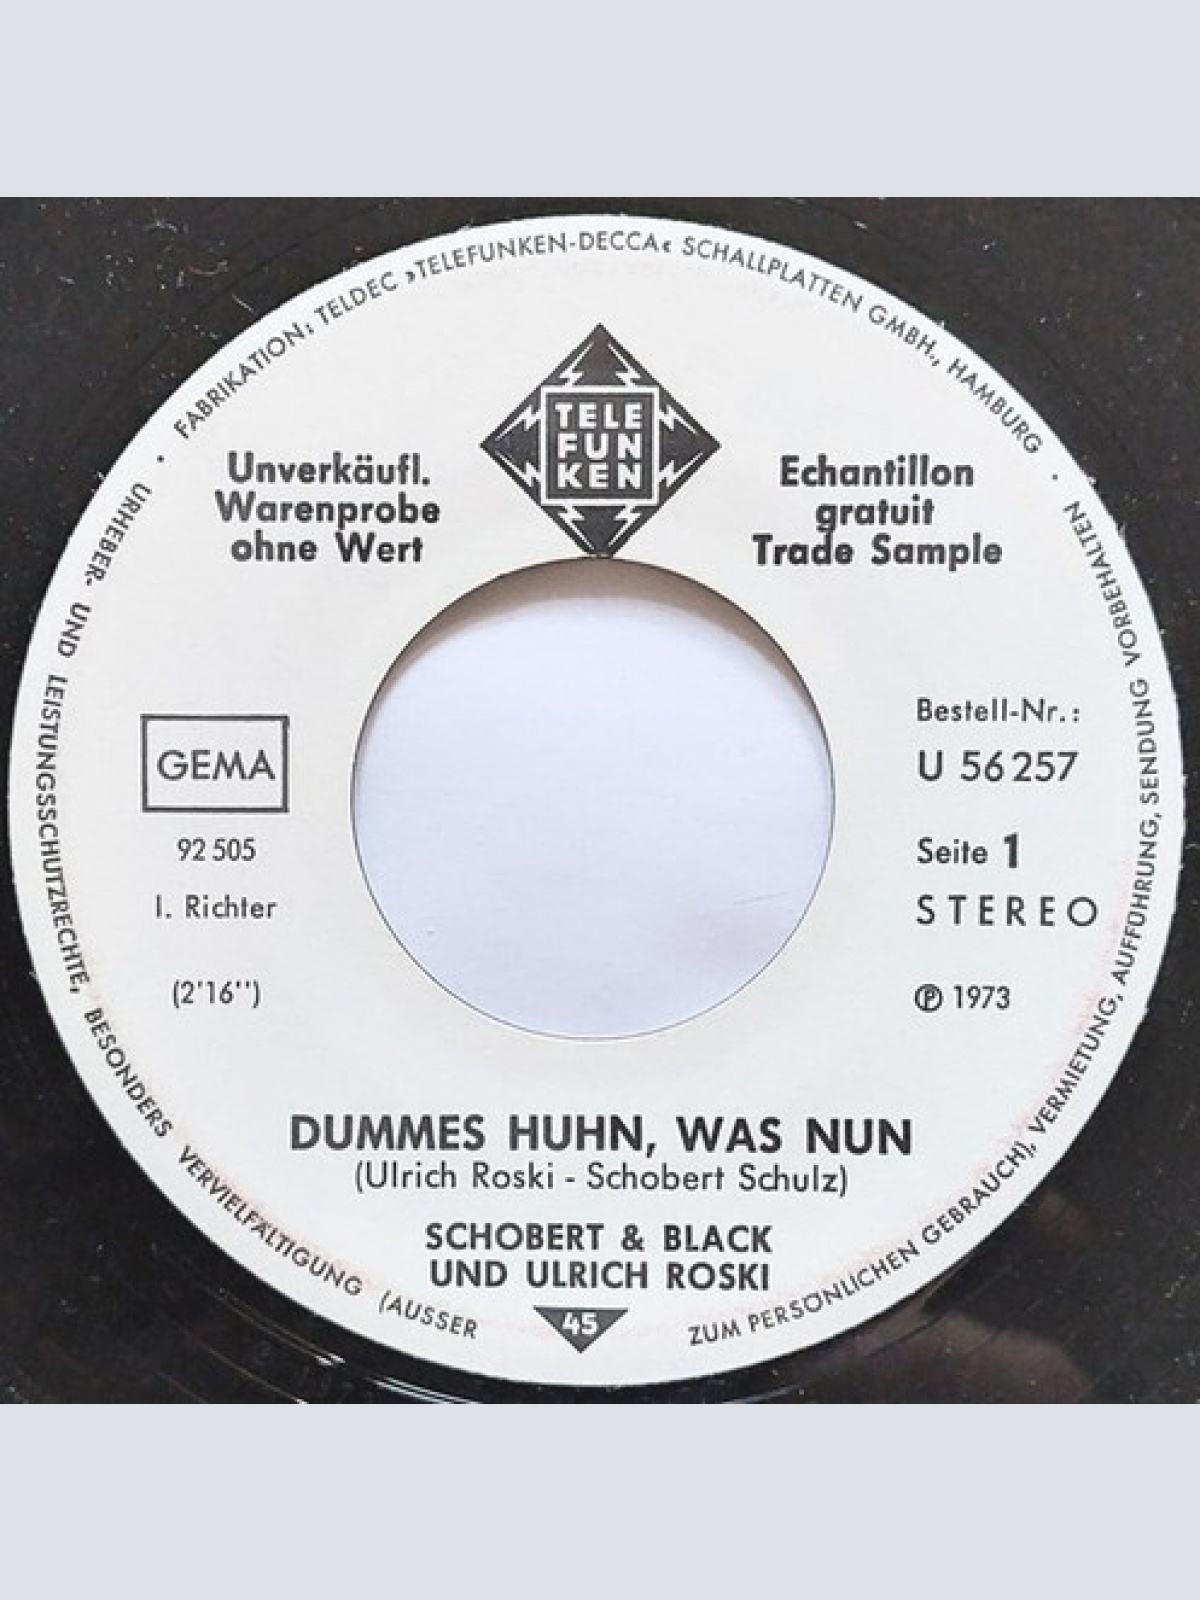 · FABRIKATION: TELDEC »TELEFUNKEN-DECCA« SCHALLPLATTEN GMBH., HAMBURG ·
URHEBER- UND LEISTUNGSSCHUTZRECHTE, BESONDERS VERVIELFÄLTIGUNG (AUSSER ZUM PERSÖNLICHEN GEBRAUCH), VERMIETUNG, AUFFÜHRUNG, SENDUNG VORBEHALTEN
TELE
FUN
KEN
Unverkäufl.
Warenprobe
ohne Wert
Echantillon
gratuit
Trade Sample
GEMA
92 505
I. Richter
(2'16'')
Bestell-Nr.:
U 56 257
Seite 1
STEREO
℗ 1973
DUMMES HUHN, WAS NUN
(Ulrich Roski - Schobert Schulz)
SCHOBERT & BLACK
UND ULRICH ROSKI
45